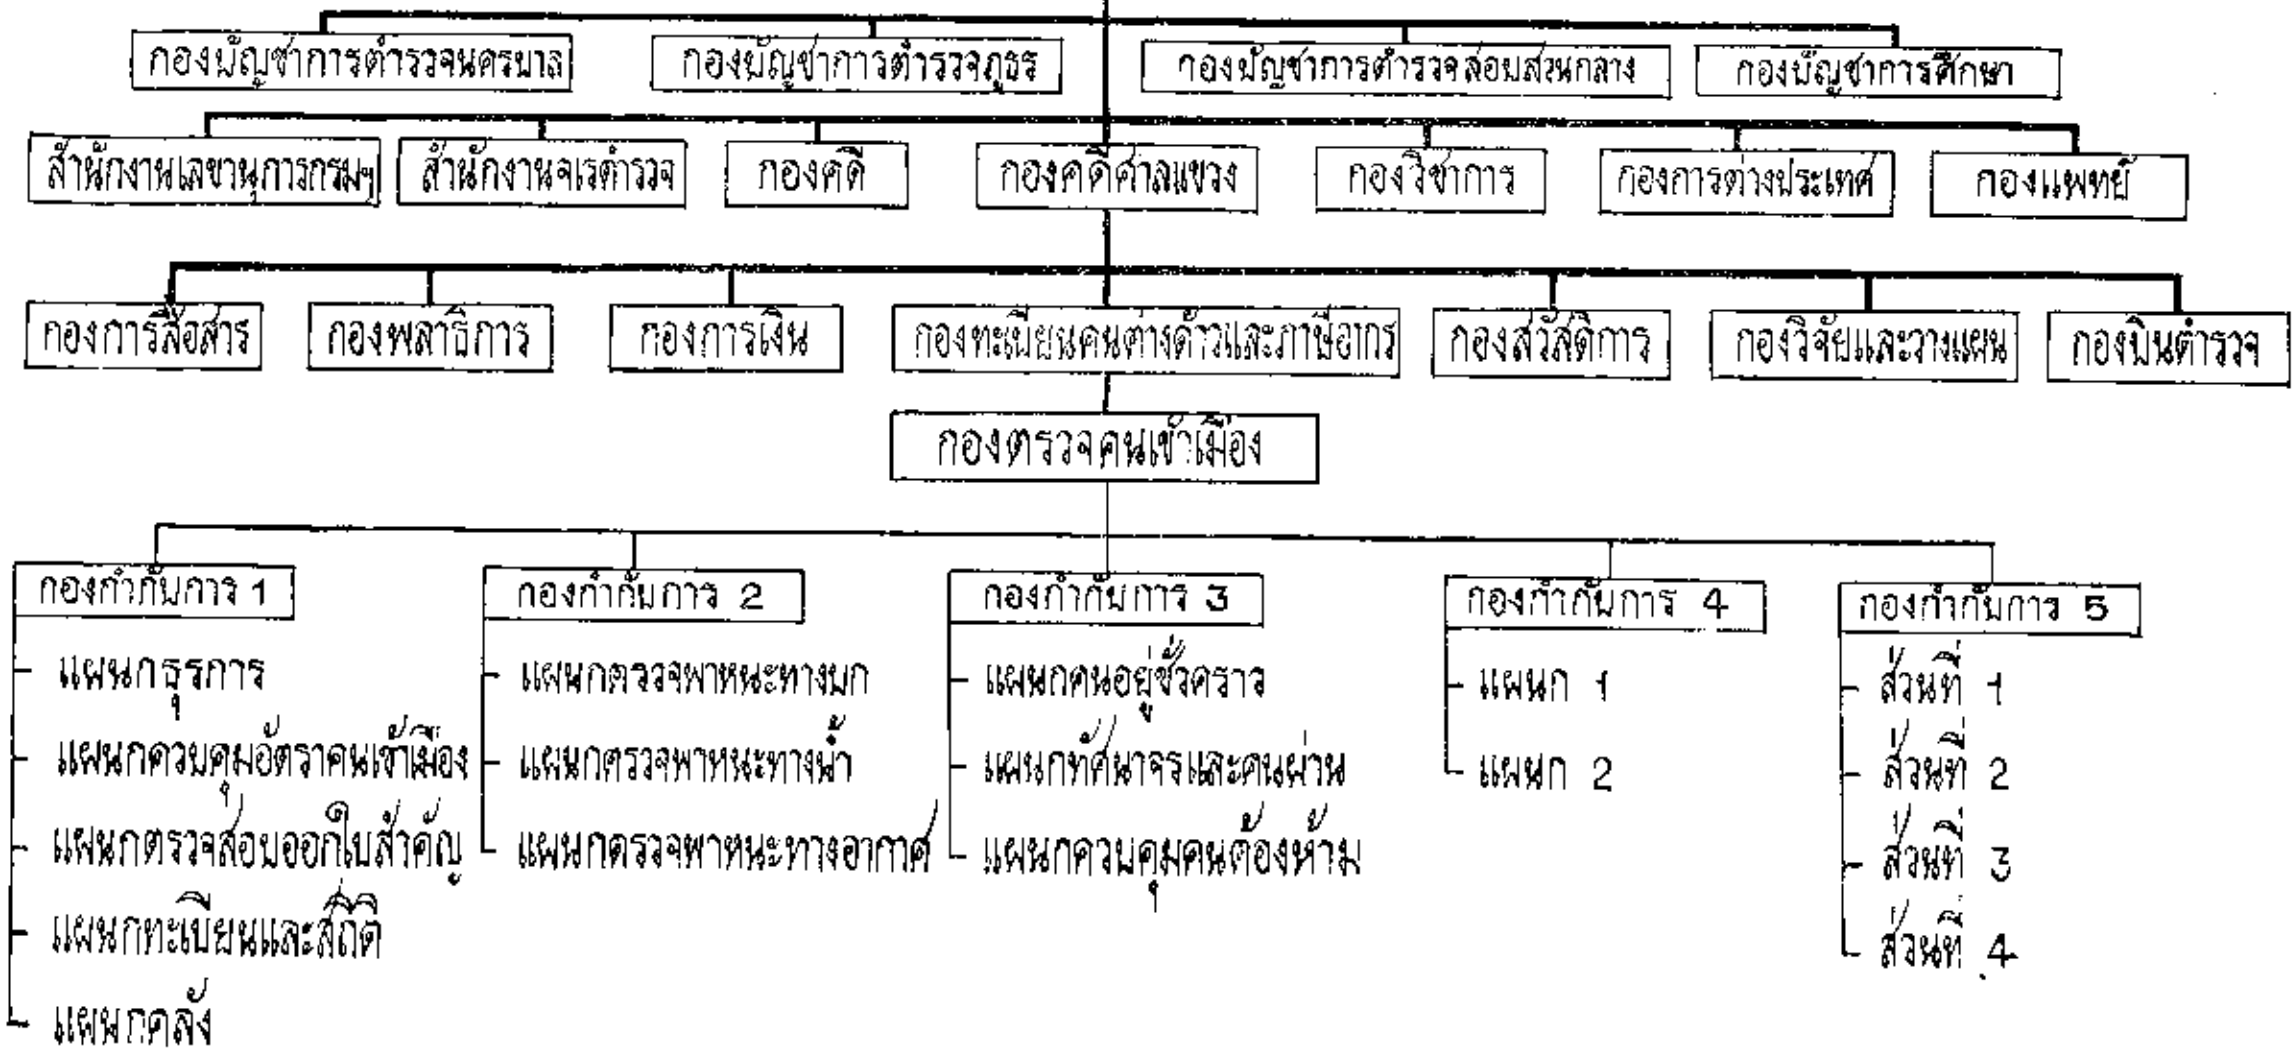 กองบัญชาการตำรวจนครบาล
กองบัญชาการตำรวจภูธร
กองบัญชาการตำรวจสอบสวนกลาง
กองบัญชาการศึกษา
สำนักงานเลขานุการกรมฯ
สำนักงานจเรตำรวจ
กองคดี
กองคดีศาลแขวง
กองวิชาการ
กองการต่างประเทศ
กองแพทย์
กองการสื่อสาร
กองพลาธิการ
กองการเงิน
กองทะเบียนคนต่างด้าวและภาษีอากร
กองสวัสดิการ
กองวิจัยและวางแผน
กองบินตำรวจ
กองตรวจคนเข้าเมือง
กองกำกับการ 1
แผนกธุรการ
แผนกควบคุมอัตราคนเข้าเมือง
แผนกตรวจสอบออกใบสำคัญ
แผนกทะเบียนและสถิติ
แผนกคลัง
กองกำกับการ 2
แผนกตรวจพาหนะทางบก
แผนกตรวจพาหนะทางน้ำ
แผนกตรวจพาหนะทางอากาศ
กองกำกับการ 3
แผนกคนอยู่ชั่วคราว
แผนกทัศนาจรและคนผ่าน
แผนกควบคุมคนต้องห้าม
กองกำกับการ 4
แผนก 1
แผนก 2
กองกำกับการ 5
ส่วนที่ 1
ส่วนที่ 2
ส่วนที่ 3
ส่วนที่ 4